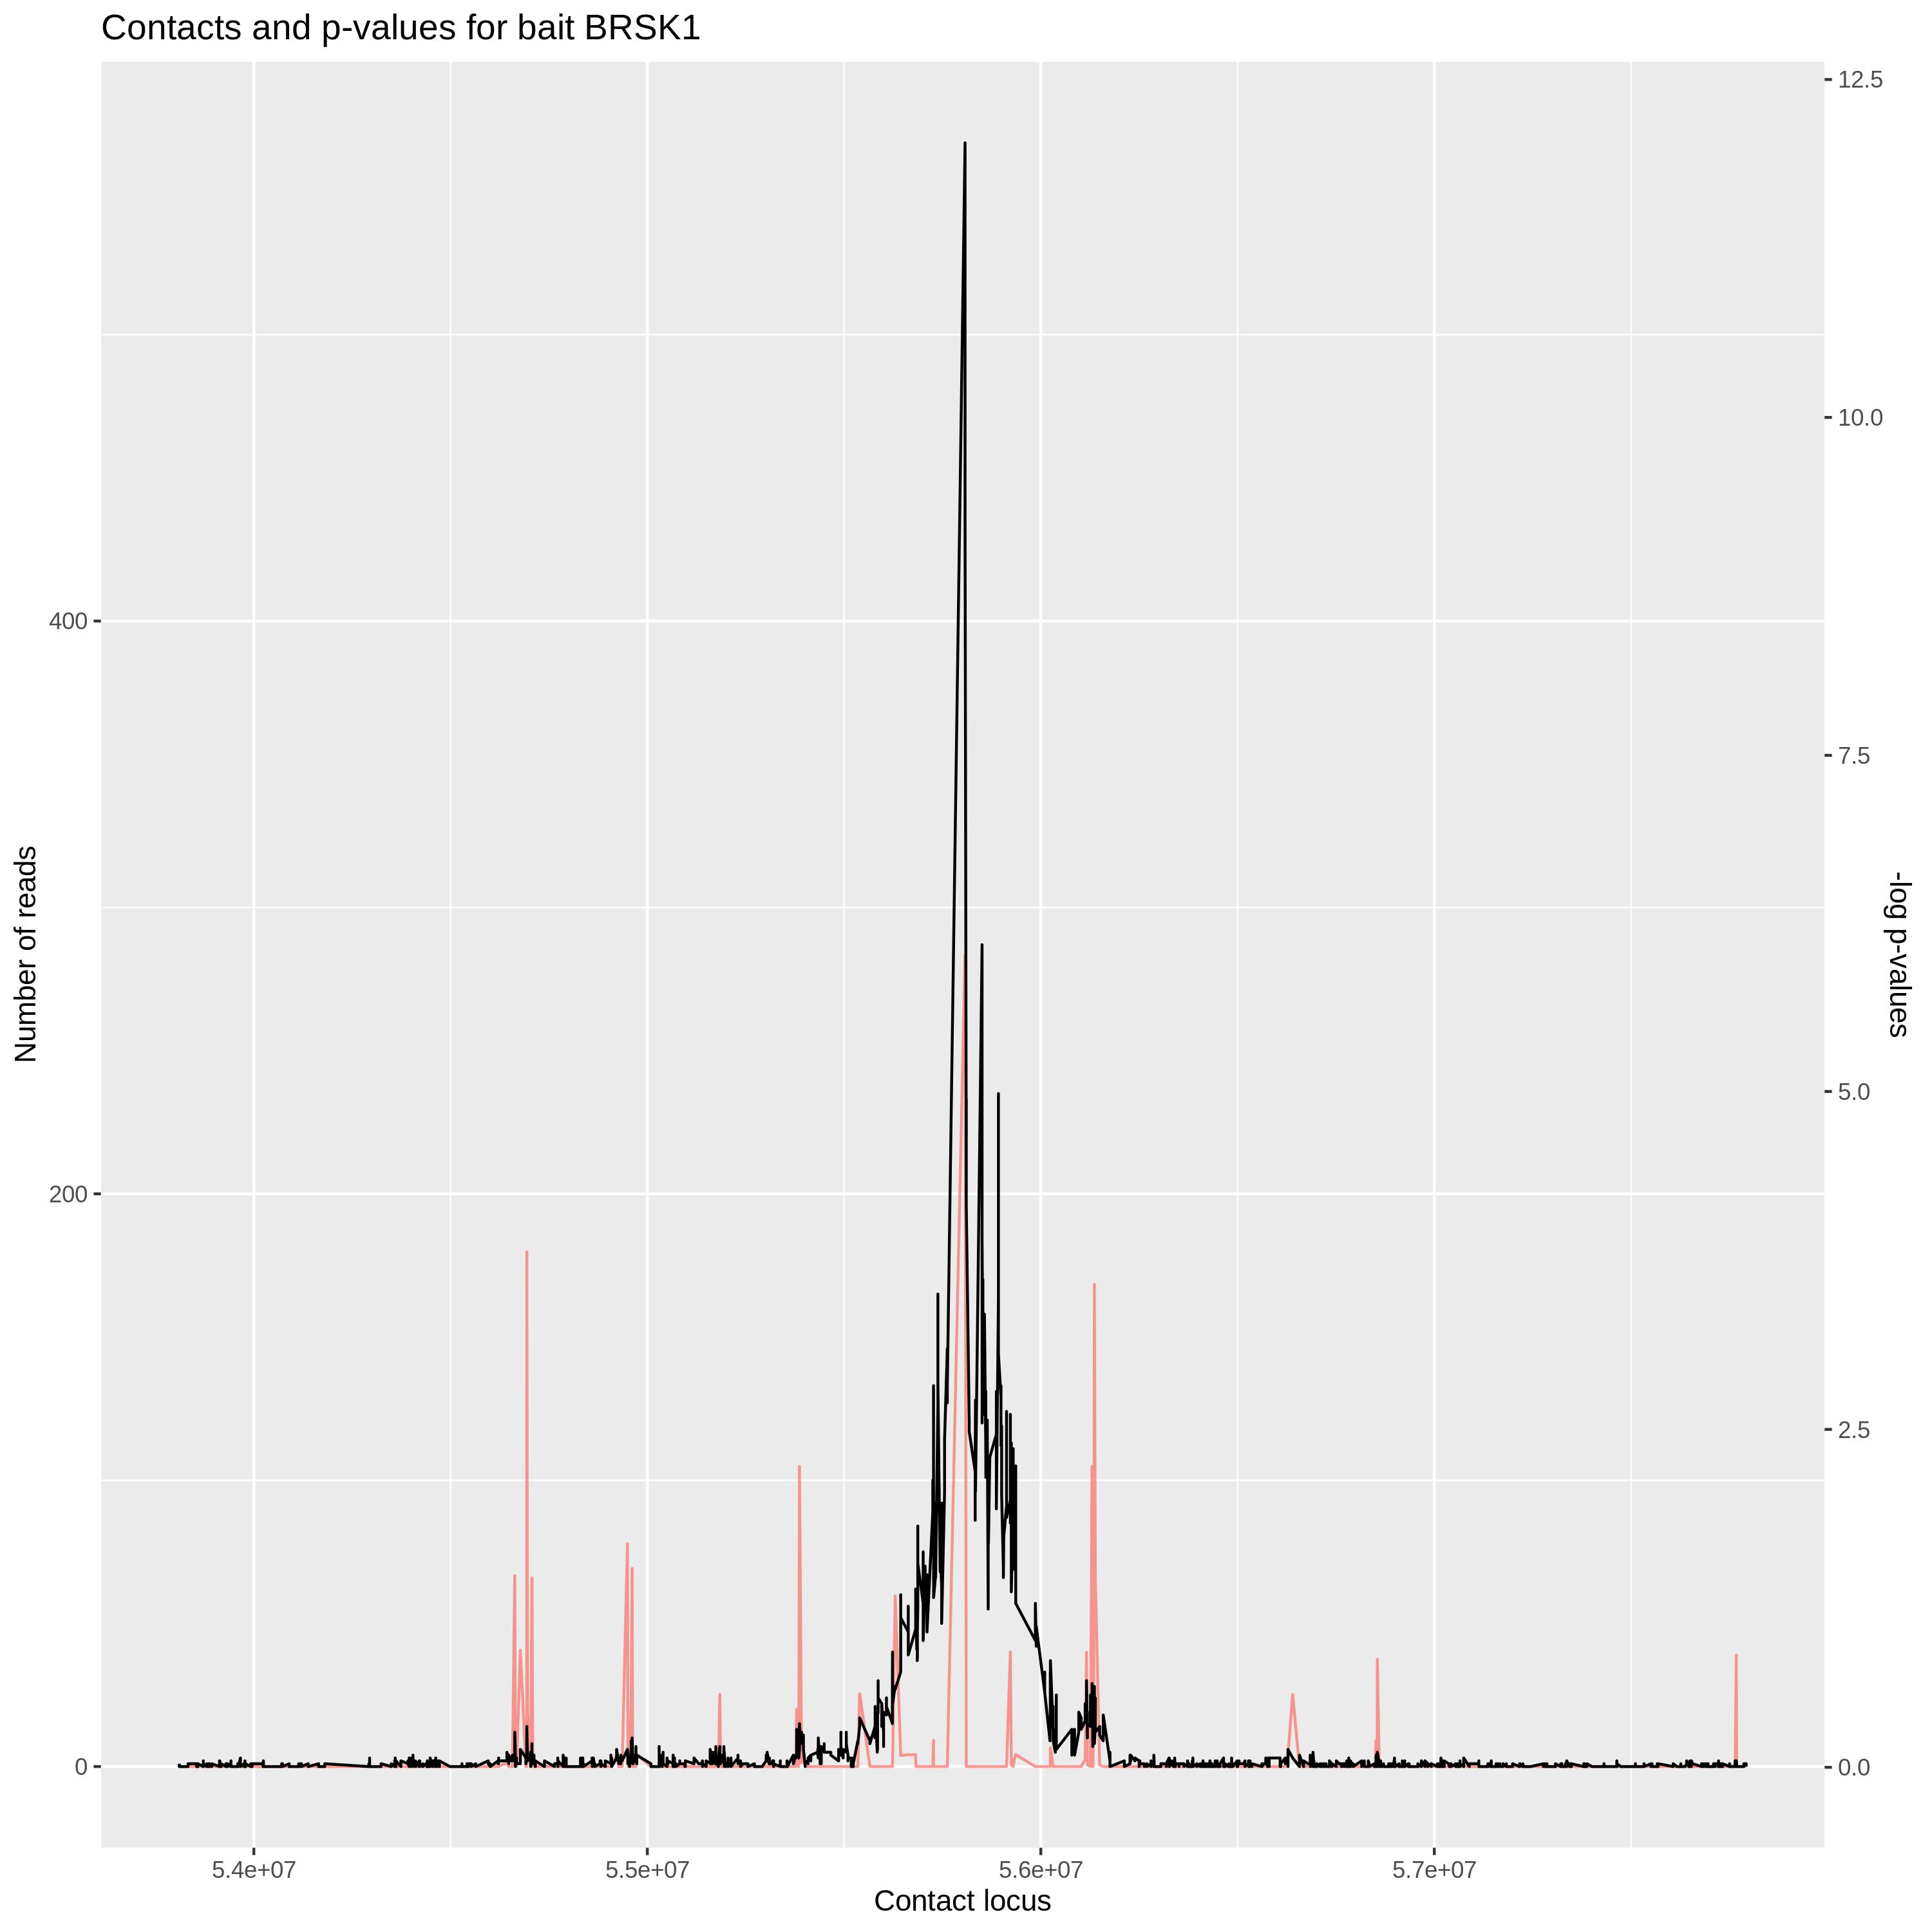 Contacts and p-values for bait BRSK1
12.5
10.0
400
7.5
Number of reads
-log p-values
5.0
200
2.5
0
0.0
5.4e+07
5.5e+07
5.6e+07
5.7e+07
Contact locus